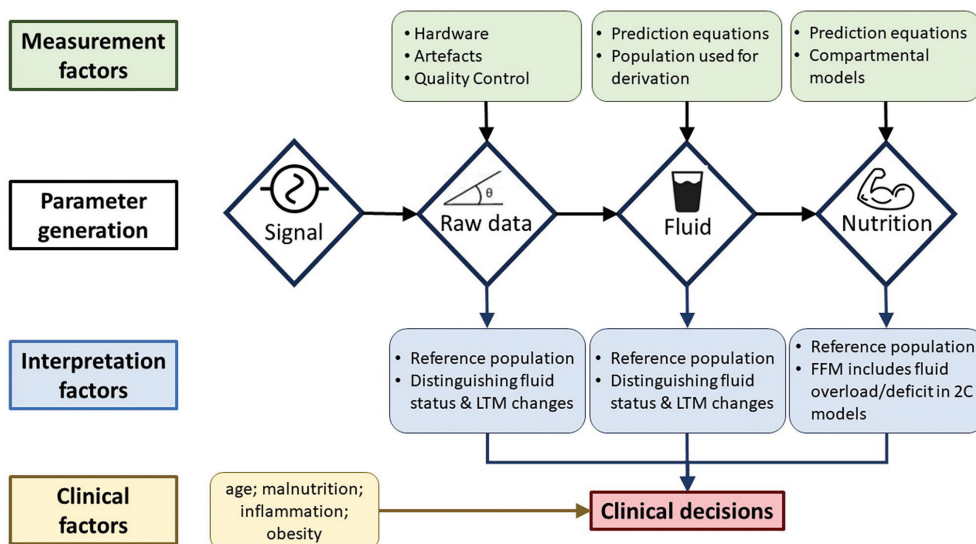 Measurement
factors
• Hardware
• Artefacts
• Quality Control
• Prediction equations
• Population used for
derivation
• Prediction equations
• Compartmental
models
Parameter
generation
Signal
θ
Raw data
Fluid
Nutrition
Interpretation
factors
• Reference population
• Distinguishing fluid
status & LTM changes
• Reference population
• Distinguishing fluid
status & LTM changes
• Reference population
• FFM includes fluid
overload/deficit in 2C
models
Clinical
factors
age; malnutrition;
inflammation;
obesity
Clinical decisions